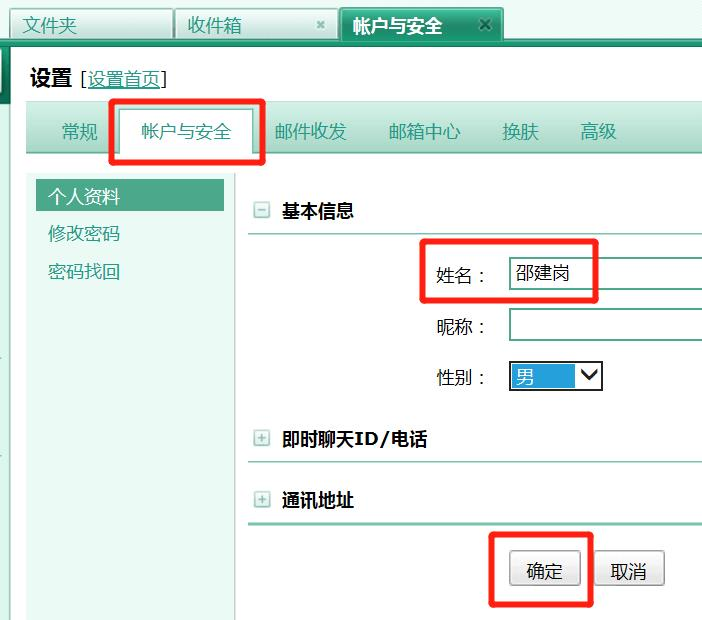 文件夹 收件箱 帐户与安全
设置 [设置首页]
常规 帐户与安全 邮件收发 邮箱中心 换肤 高级
个人资料
修改密码
密码找回
基本信息
姓名： 邵建岗
昵称：
性别： 男
即时聊天ID/电话
通讯地址
确定 取消